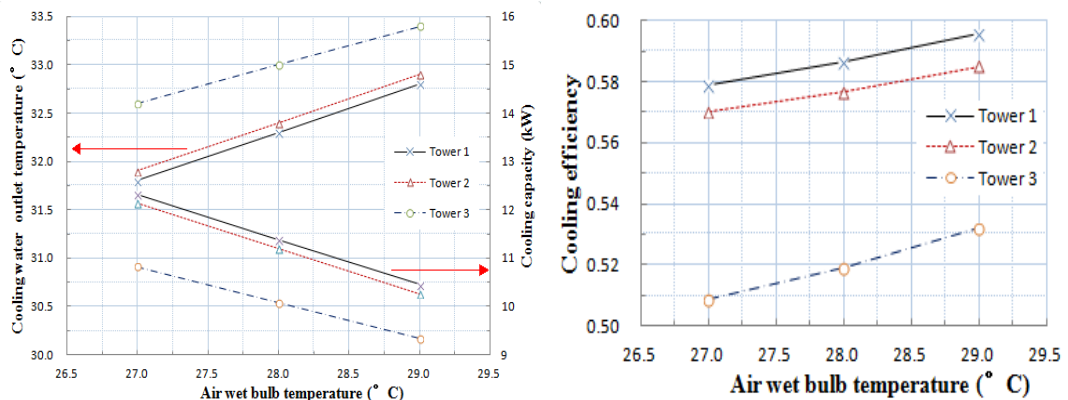 33.5
33.0
32.5
32.0
31.5
31.0
30.5
30.0
16
15
14
13
12
11
10
9
26.5 27.0 27.5 28.0 28.5 29.0 29.5
Cooling water outlet temperature (° C)
Cooling capacity (kW)
Air wet bulb temperature (° C)
Tower 1
Tower 2
Tower 3
0.60
0.58
0.56
0.54
0.52
0.50
26.5 27.0 27.5 28.0 28.5 29.0 29.5
Cooling efficiency
Air wet bulb temperature (° C)
Tower 1
Tower 2
Tower 3